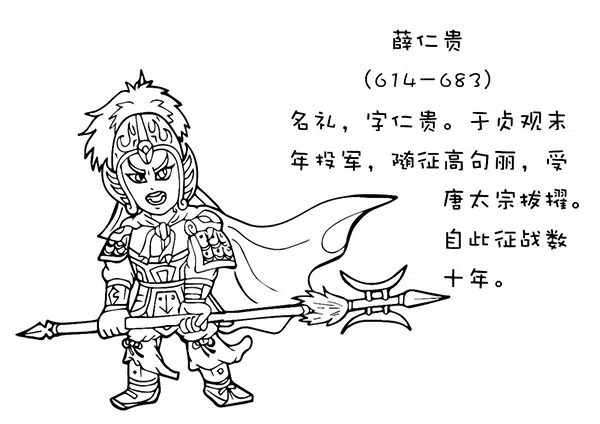 薛仁贵
(614—683)
名礼，字仁贵。于贞观末
年投军，随征高句丽，受
唐太宗拔擢。
自此征战数
十年。